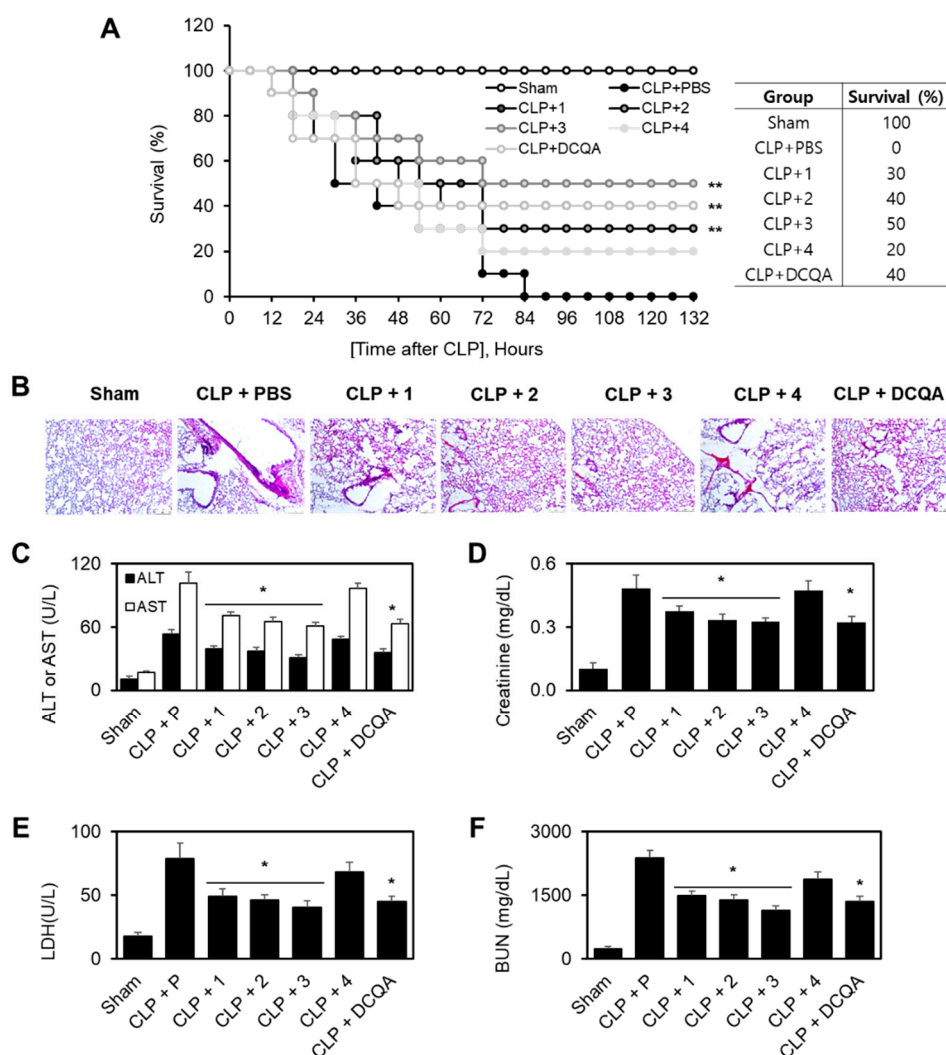 A
120
100
80
60
40
20
0
Survival (%)
Sham
CLP+PBS
CLP+1
CLP+2
CLP+3
CLP+4
CLP+DCQA
**
**
**
0 12 24 36 48 60 72 84 96 108 120 132
[Time after CLP], Hours
Group Survival (%)
Sham 100
CLP+PBS 0
CLP+1 30
CLP+2 40
CLP+3 50
CLP+4 20
CLP+DCQA 40
B
Sham CLP + PBS CLP + 1 CLP + 2 CLP + 3 CLP + 4 CLP + DCQA
C
120
60
0
ALT or AST (U/L)
ALT
AST
*
*
Sham
CLP + P
CLP + 1
CLP + 2
CLP + 3
CLP + 4
CLP + DCQA
D
0.6
0.3
0.0
Creatinine (mg/dL)
*
*
Sham
CLP + P
CLP + 1
CLP + 2
CLP + 3
CLP + 4
CLP + DCQA
E
100
50
0
LDH(U/L)
*
*
Sham
CLP + P
CLP + 1
CLP + 2
CLP + 3
CLP + 4
CLP + DCQA
F
3000
1500
0
BUN (mg/dL)
*
*
Sham
CLP + P
CLP + 1
CLP + 2
CLP + 3
CLP + 4
CLP + DCQA